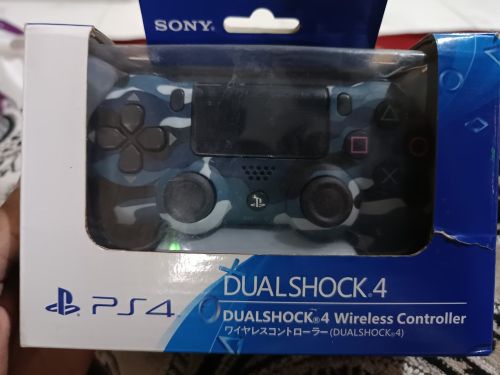 SONY
DUALSHOCK®4
PS4
DUALSHOCK®4 Wireless Controller
ワイヤレスコントローラー (DUALSHOCK®4)